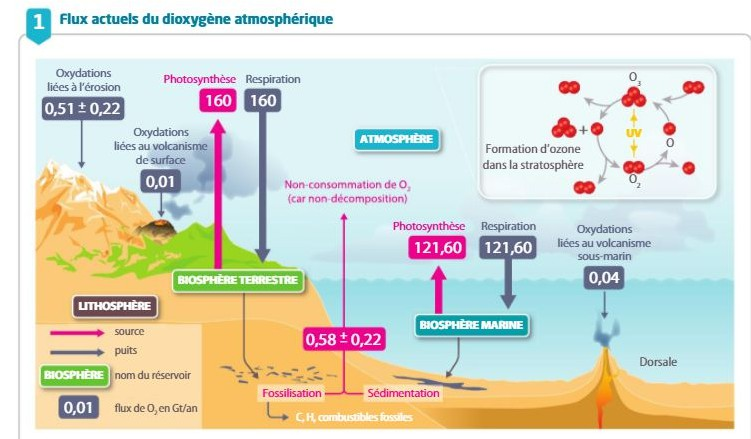 1 Flux actuels du dioxygène atmosphérique
Oxydations
liées à l'érosion
0,51 ± 0,22
Oxydations
liées au volcanisme
de surface
0,01
Photosynthèse
160
Respiration
160
ATMOSPHÈRE
Non-consommation de O₂
(car non-décomposition)
O₃
+
UV
O
O₂
Formation d'ozone
dans la stratosphère
Photosynthèse
121,60
Respiration
121,60
Oxydations
liées au volcanisme
sous-marin
0,04
BIOSPHÈRE TERRESTRE
BIOSPHÈRE MARINE
0,58 ± 0,22
Dorsale
Fossilisation
Sédimentation
C, H, combustibles fossiles
LITHOSPHÈRE
source
puits
BIOSPHÈRE nom du réservoir
0,01 flux de O₂ en Gt/an